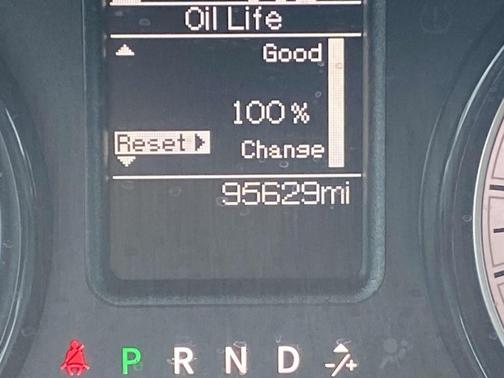 Oil Life
Good
100%
Reset
Change
95629mi
P R N D -/+